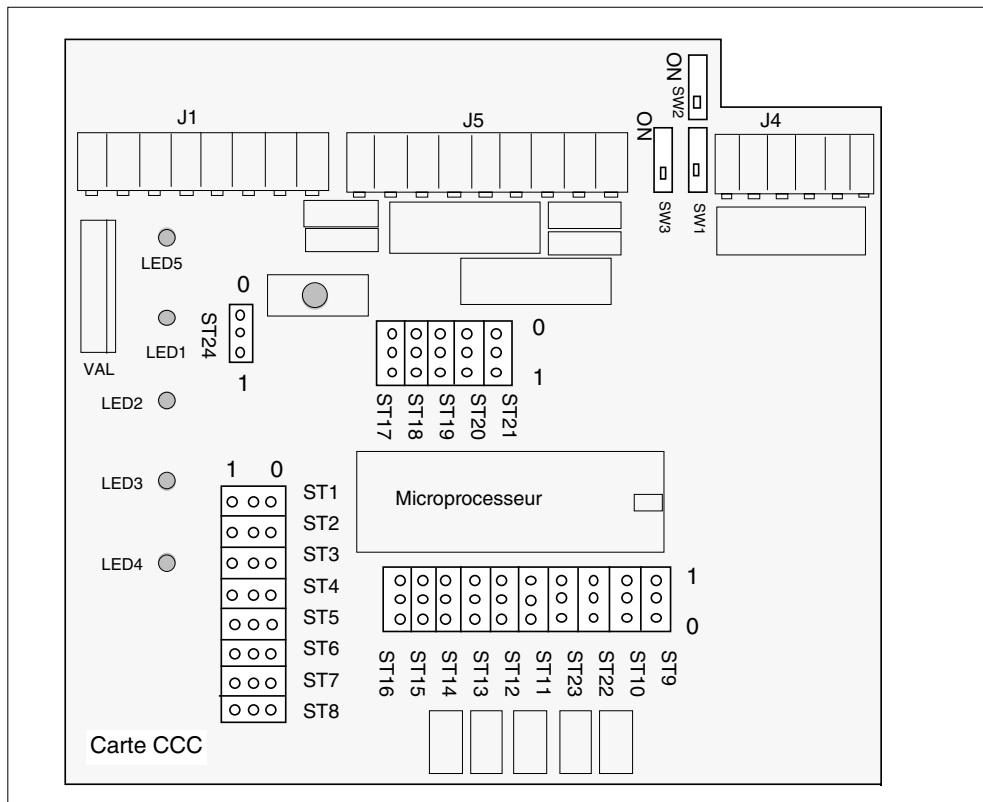 ON
SW2
J1
J5
ON
J4
SW3
SW1
LED5
0
ST24
LED1
1
VAL
LED2
0
1
ST17
ST18
ST19
ST20
ST21
LED3
1 0
ST1
ST2
ST3
ST4
ST5
ST6
ST7
ST8
Microprocesseur
LED4
1
0
ST16
ST15
ST14
ST13
ST12
ST11
ST23
ST22
ST10
ST9
Carte CCC